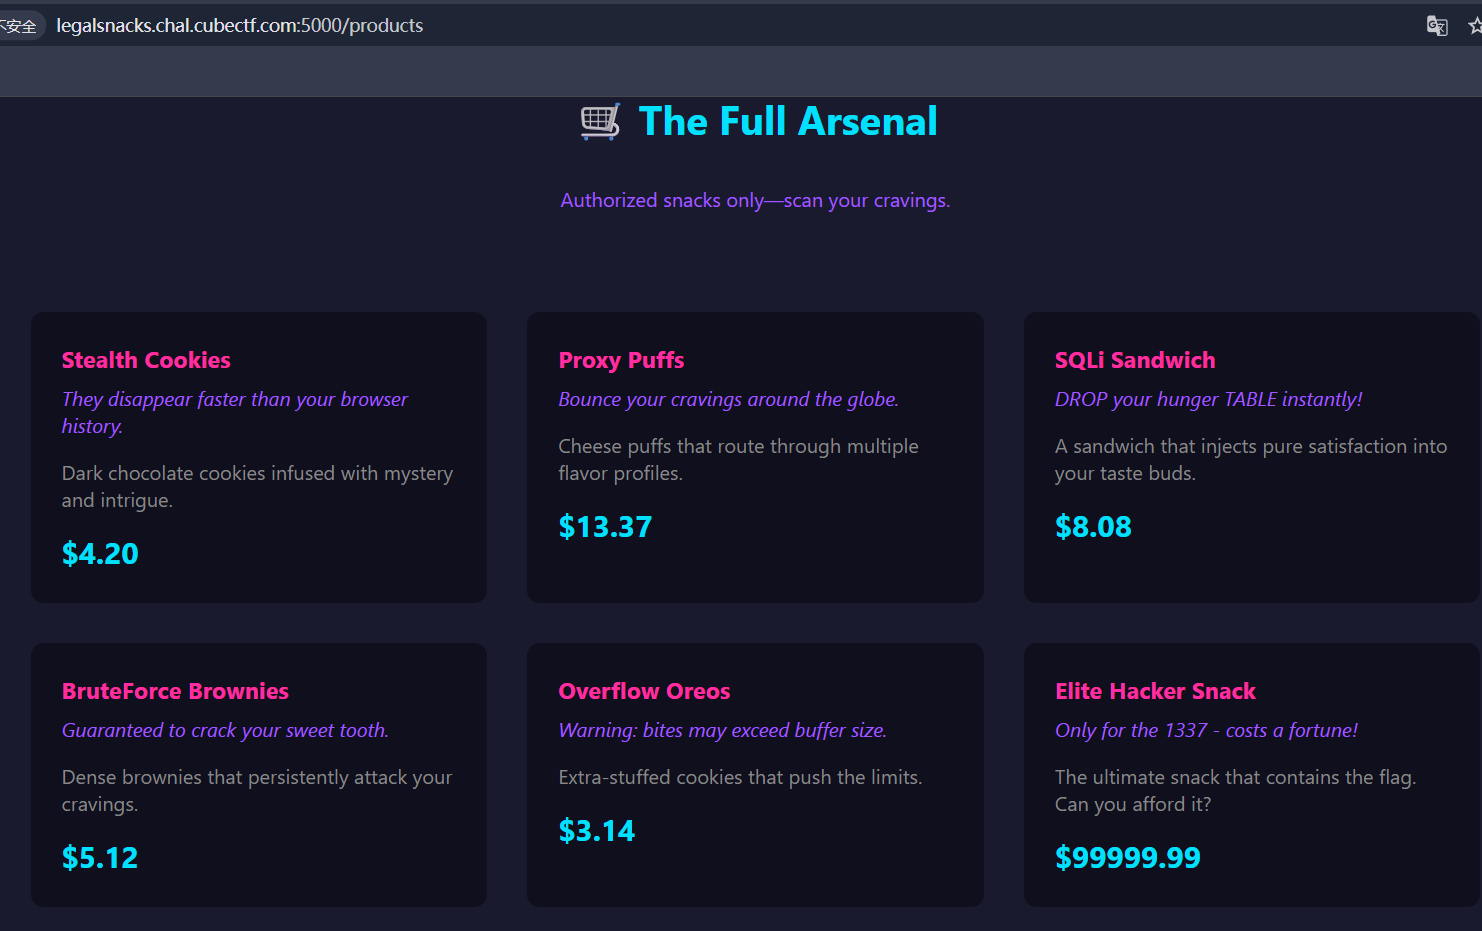 不安全 legalsnacks.chal.cubectf.com:5000/products
The Full Arsenal
Authorized snacks only—scan your cravings.
Stealth Cookies
They disappear faster than your browser
history.
Dark chocolate cookies infused with mystery
and intrigue.
$4.20
Proxy Puffs
Bounce your cravings around the globe.
Cheese puffs that route through multiple
flavor profiles.
$13.37
SQLi Sandwich
DROP your hunger TABLE instantly!
A sandwich that injects pure satisfaction into
your taste buds.
$8.08
BruteForce Brownies
Guaranteed to crack your sweet tooth.
Dense brownies that persistently attack your
cravings.
$5.12
Overflow Oreos
Warning: bites may exceed buffer size.
Extra-stuffed cookies that push the limits.
$3.14
Elite Hacker Snack
Only for the 1337 - costs a fortune!
The ultimate snack that contains the flag.
Can you afford it?
$99999.99